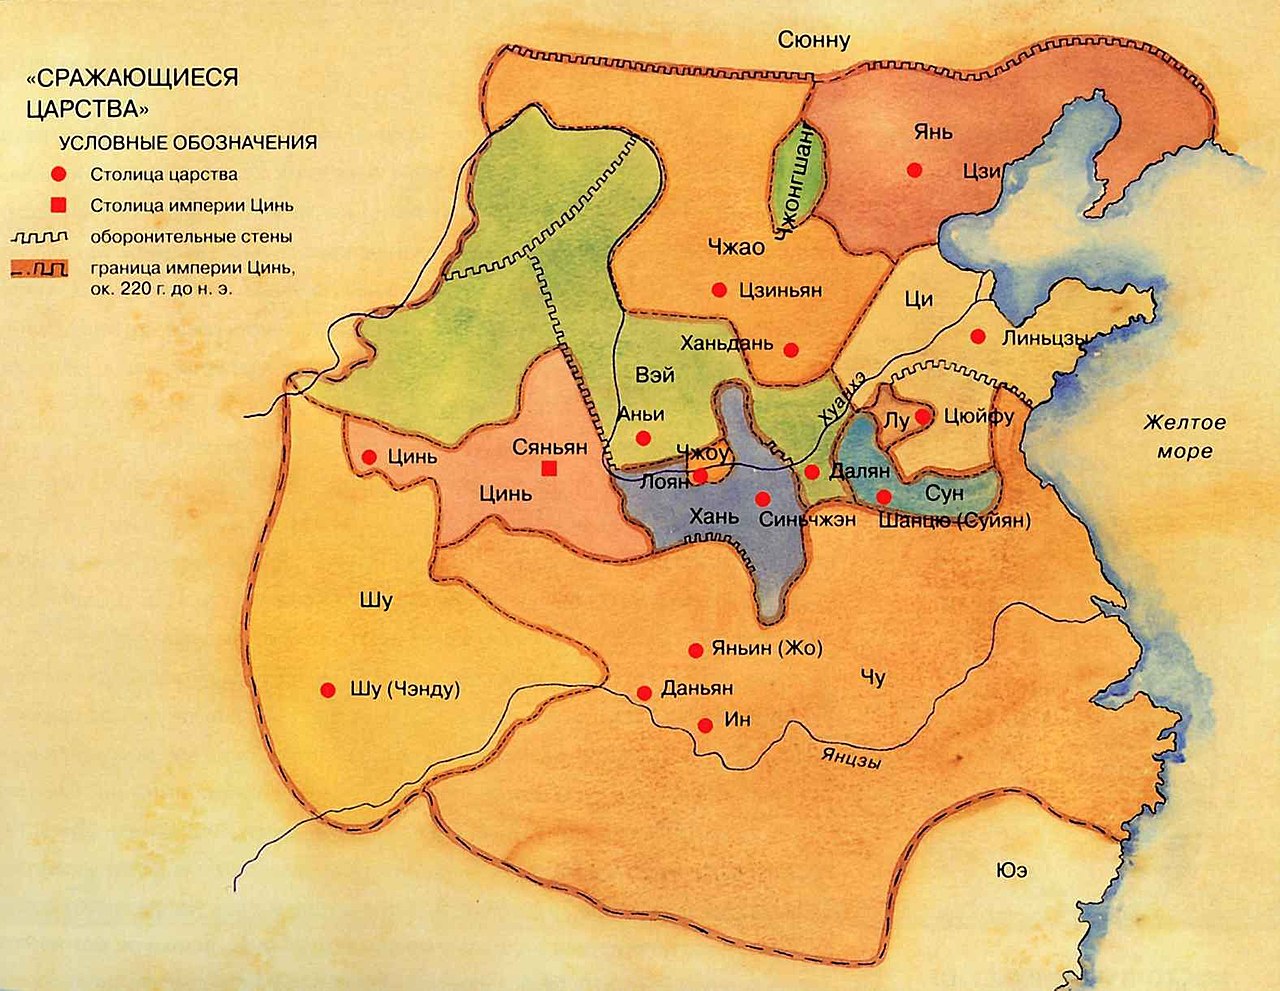 «СРАЖАЮЩИЕСЯ
ЦАРСТВА»
УСЛОВНЫЕ ОБОЗНАЧЕНИЯ
Столица царства
Столица империи Цинь
оборонительные стены
граница империи Цинь,
ок. 220 г. до н. э.
Сюнну
Янь
Цзи
Чжонгшанг
Чжао
Цзиньян
Ци
Линьцзы
Ханьдань
Вэй
Хуанхэ
Аньи
Лу
Цюйфу
Желтое
море
Сяньян
Чжоу
Цинь
Лоян
Далян
Цинь
Сун
Хань
Синьчжэн
Шанцю (Суйян)
Шу
Яньин (Жо)
Чу
Шу (Чэнду)
Даньян
Ин
Янцзы
Юэ